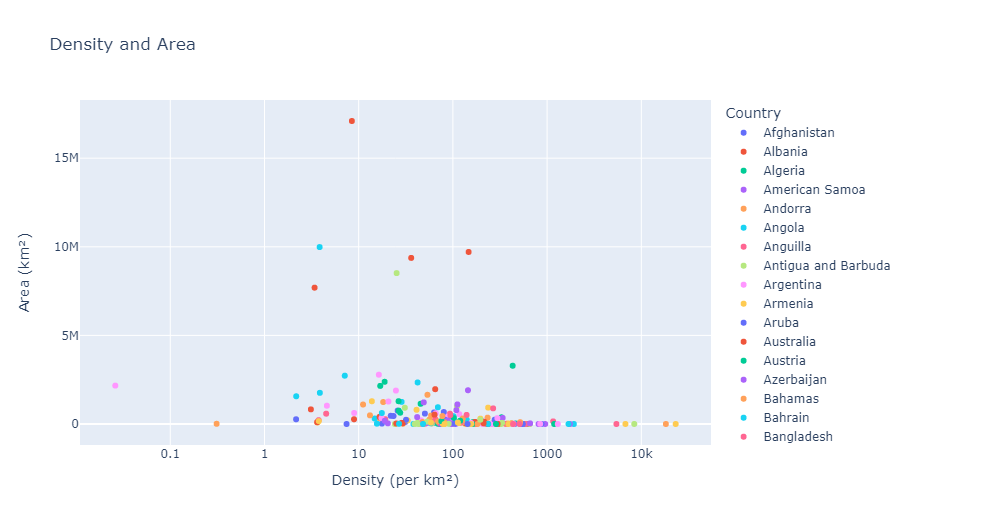 Density and Area
Country
Afghanistan
Albania
Algeria
American Samoa
Andorra
Angola
Anguilla
Antigua and Barbuda
Argentina
Armenia
Aruba
Australia
Austria
Azerbaijan
Bahamas
Bahrain
Bangladesh
Area (km²)
15M
10M
5M
0
0.1 1 10 100 1000 10k
Density (per km²)